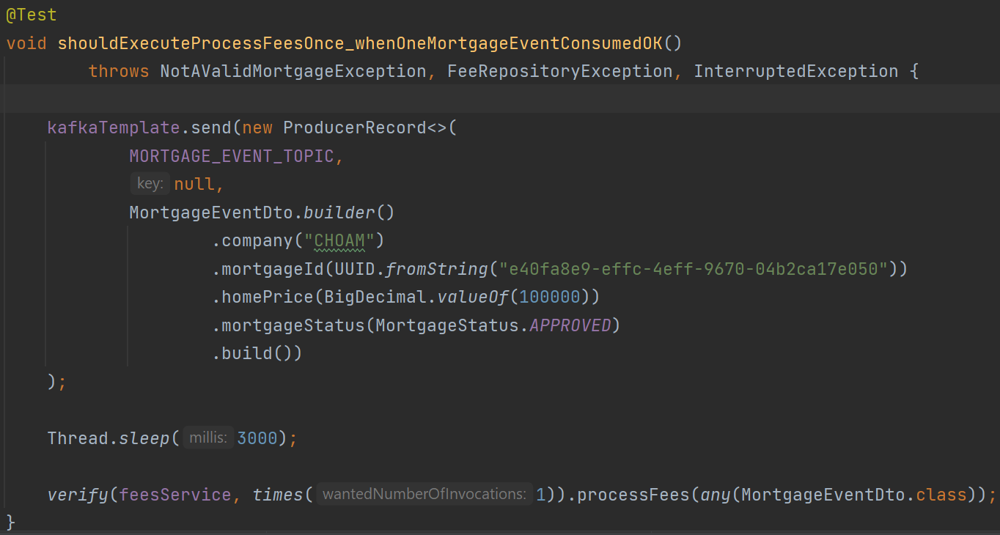 @Test
void shouldExecuteProcessFeesOnce_whenOneMortgageEventConsumedOK()
throws NotAValidMortgageException, FeeRepositoryException, InterruptedException {
kafkaTemplate.send(new ProducerRecord<>(
MORTGAGE_EVENT_TOPIC,
key: null,
MortgageEventDto.builder()
.company("CHOAM")
.mortgageId(UUID.fromString("e40fa8e9-effc-4eff-9670-04b2ca17e050"))
.homePrice(BigDecimal.valueOf(100000))
.mortgageStatus(MortgageStatus.APPROVED)
.build())
);
Thread.sleep( millis: 3000);
verify(feesService, times( wantedNumberOfInvocations: 1)).processFees(any(MortgageEventDto.class));
}